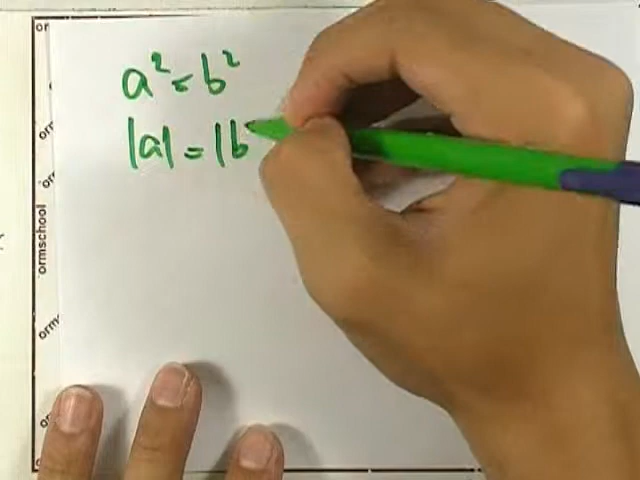 a² = b²
|a| = |b
ormschool